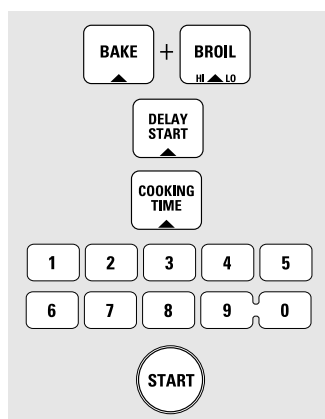 BAKE + BROIL
HI LO
DELAY
START
COOKING
TIME
1 2 3 4 5
6 7 8 9 0
START